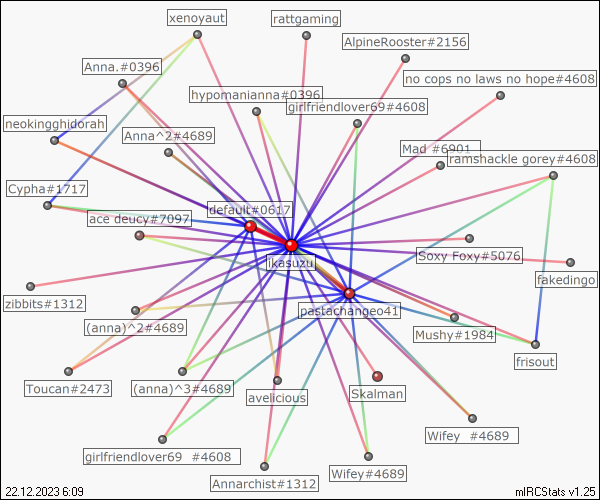 xenoyaut
rattgaming
AlpineRooster#2156
Anna.#0396
no cops no laws no hope#4608
hypomanianna#0396
girlfriendlover69#4608
neokingghidorah
Anna^2#4689
Mad #6901
ramshackle gorey#4608
Cypha#1717
default#0617
ace deucy#7097
ikasuzu
Soxy Foxy#5076
fakedingo
zibbits#1312
pastachangeo41
(anna)^2#4689
Mushy#1984
frisout
Toucan#2473
(anna)^3#4689
avelicious
Skalman
Wifey #4689
girlfriendlover69 #4608
Annarchist#1312
Wifey#4689
22.12.2023 6:09
mIRCStats v1.25